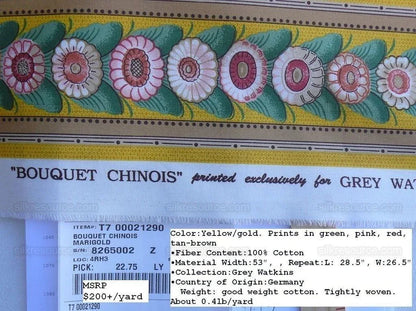 "BOUQUET CHINOIS" printed exclusively for GREY WAT
ITEM#: T7 00021290
BOUQUET CHINOIS
MARIGOLD
S/N: 8265002 Z
LOC: 4RH3
PICK: 22.75 LY
MSRP
$200+/yard
T7 00021290
Color:Yellow/gold. Prints in green, pink, red,
tan-brown
•Fiber Content:100% Cotton
•Material Width:53", , Repeat:L: 28.5", W:26.5"
•Collection:Grey Watkins
•Country of Origin:Germany
Weight: good weight cotton. Tightly woven.
About 0.4lb/yard